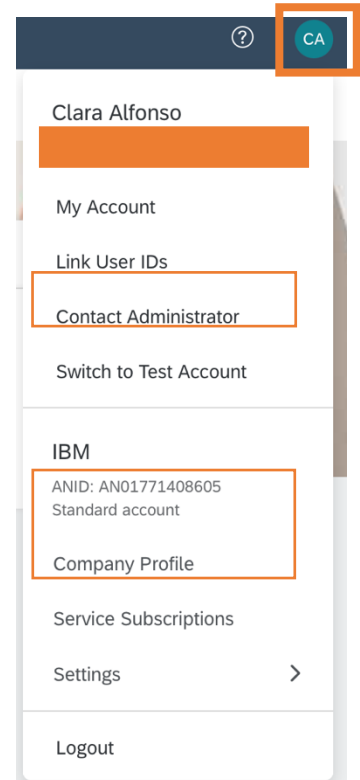 ?
CA
Clara Alfonso
My Account
Link User IDs
Contact Administrator
Switch to Test Account
IBM
ANID: AN01771408605
Standard account
Company Profile
Service Subscriptions
Settings
Logout